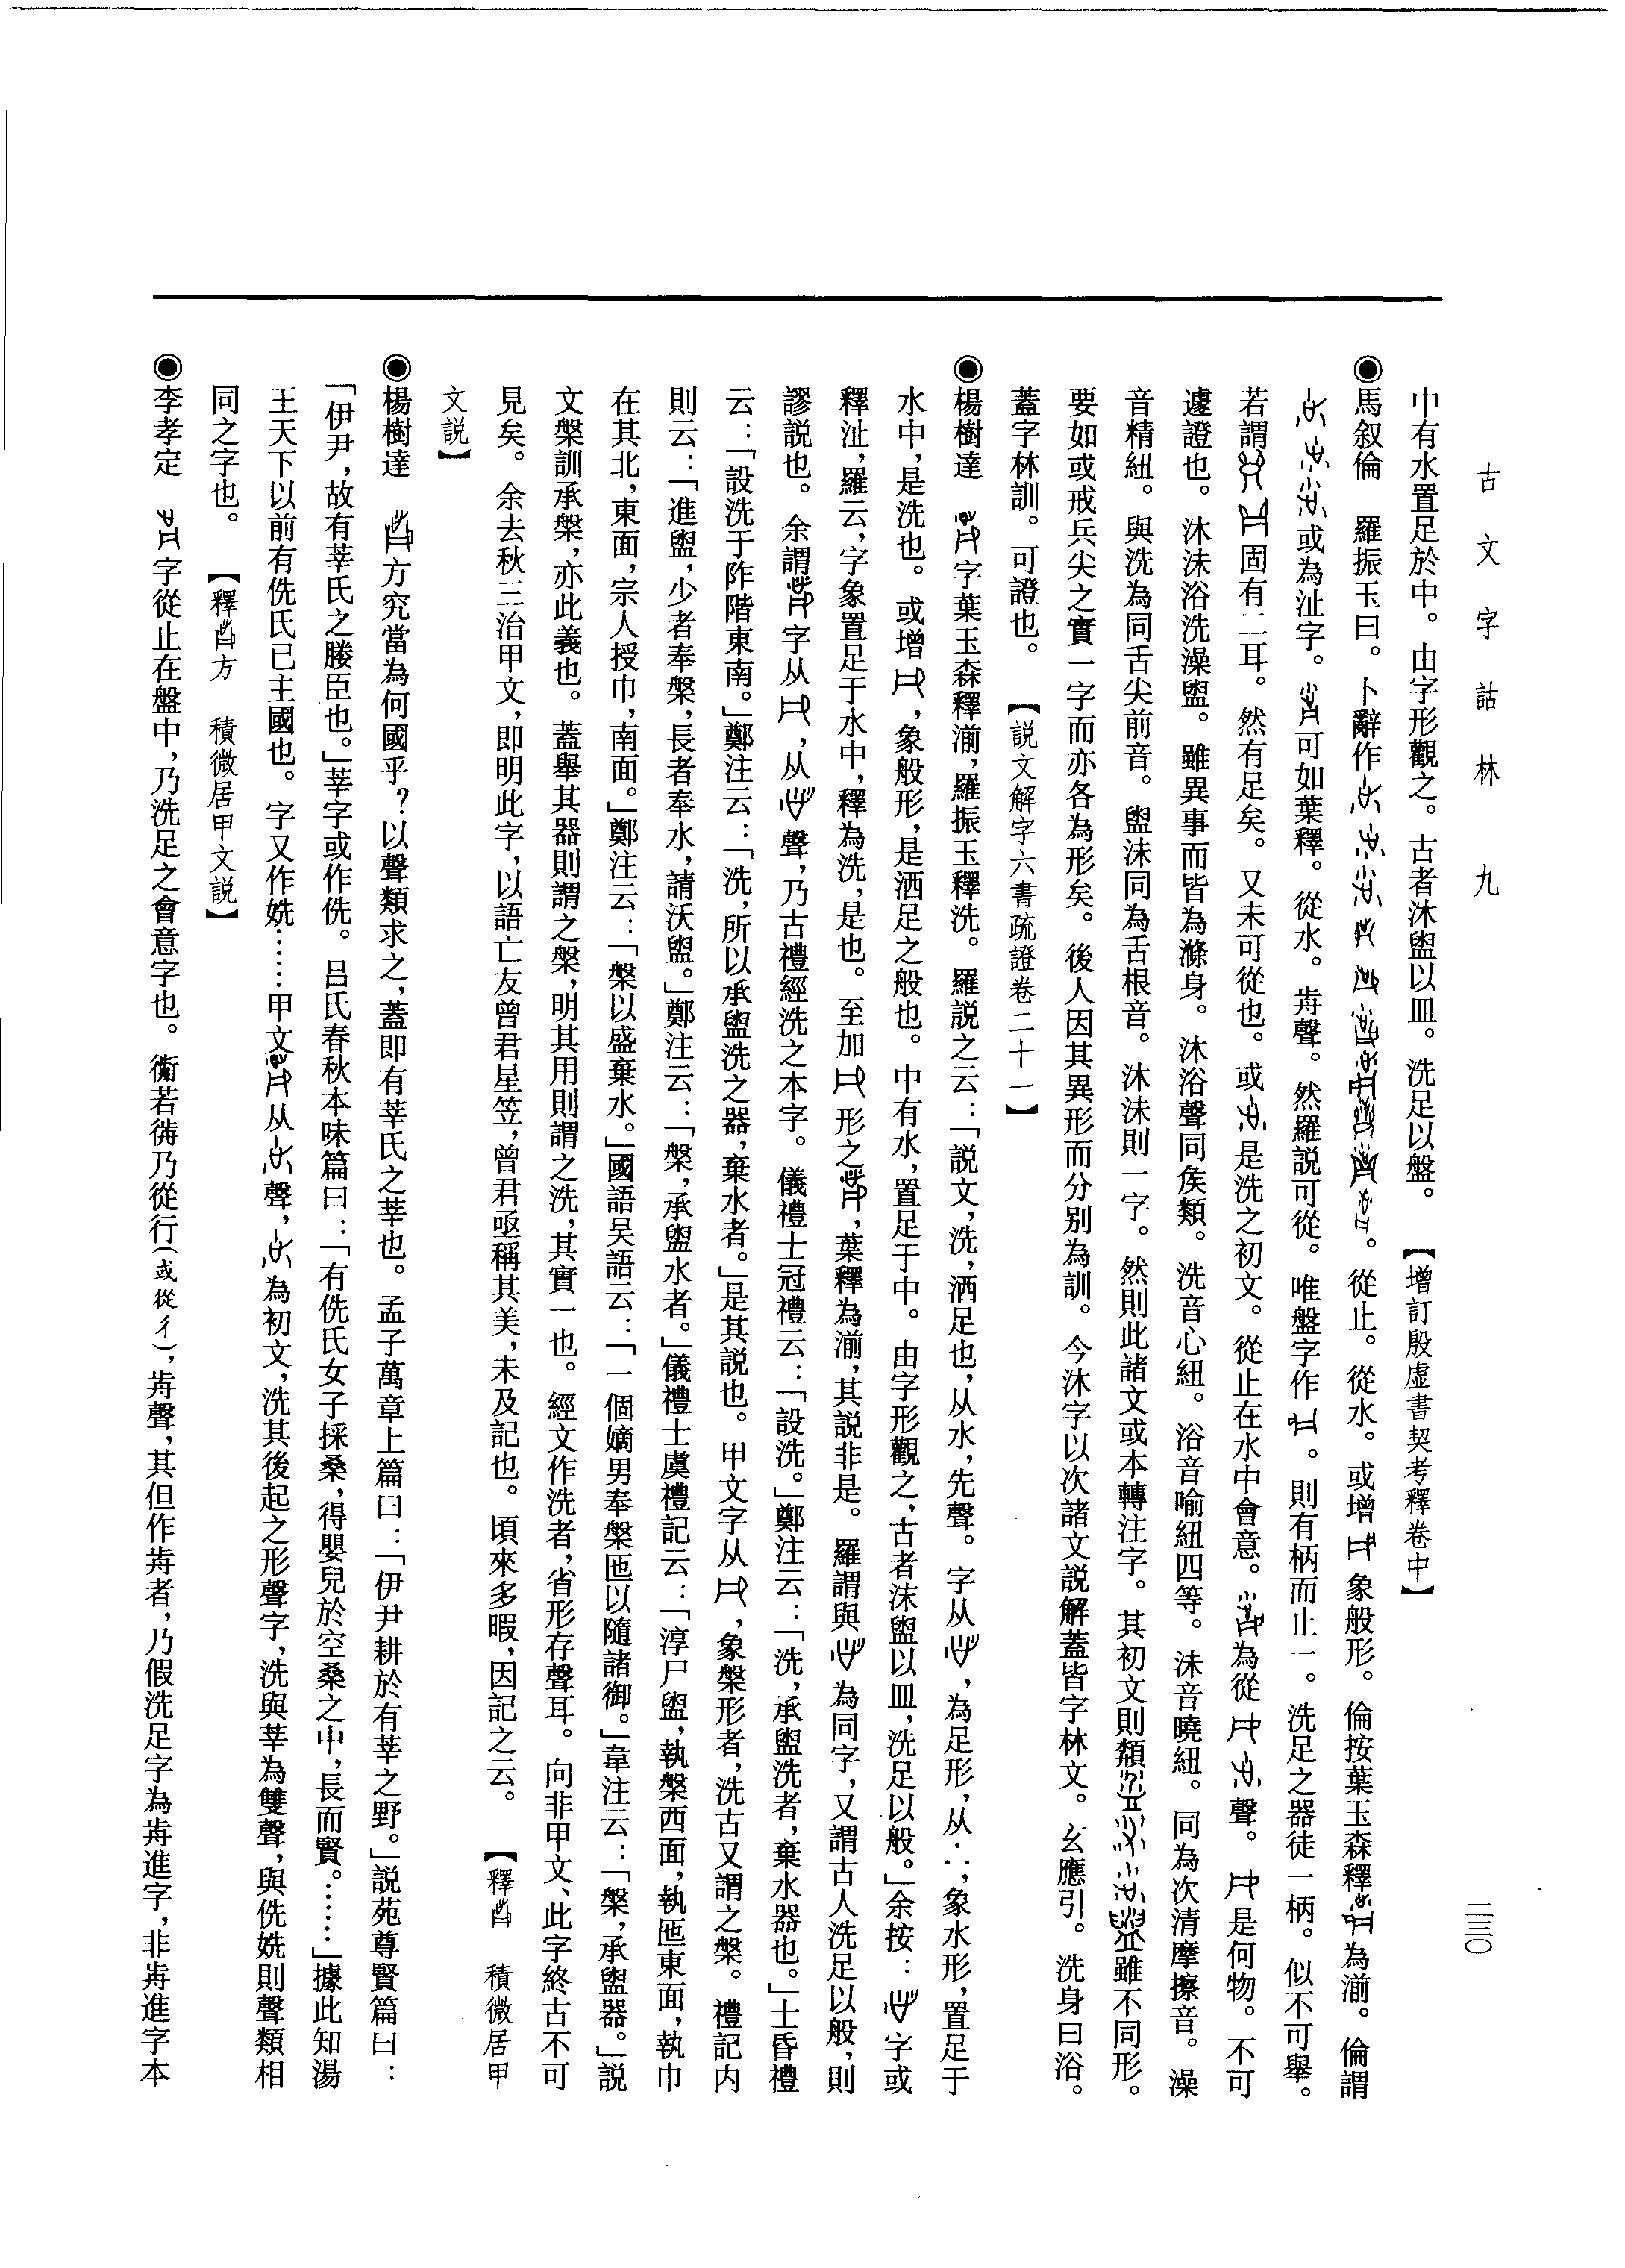 古文字詁林 九
二三〇
中有水置足於中。由字形觀之。古者沐盥以皿。洗足以盤。 【增訂殷虛書契考釋卷中】
◉馬叙倫 羅振玉曰。卜辭作。從止。從水。或增象般形。倫按葉玉森釋為湔。倫謂
或為沚字。可如葉釋。從水。歬聲。然羅説可從。唯盤字作。則有柄而止一。洗足之器徒一柄。似不可舉。
若謂固有二耳。然有足矣。又未可從也。或是洗之初文。從止在水中會意。為從聲。是何物。不可
遽證也。沐沬浴洗澡盥。雖異事而皆為滌身。沐浴聲同矦類。洗音心紐。浴音喻紐四等。沬音曉紐。同為次清摩擦音。澡
音精紐。與洗為同舌尖前音。盥沬同為舌根音。沐沬則一字。然則此諸文或本轉注字。其初文則類雖不同形。
要如或戒兵尖之實一字而亦各為形矣。後人因其異形而分別為訓。今沐字以次諸文説解蓋皆字林文。玄應引。洗身曰浴。
蓋字林訓。可證也。 【説文解字六書疏證卷二十一】
◉楊樹達 字葉玉森釋湔，羅振玉釋洗。羅説之云：「説文，洗，洒足也，从水，先聲。字从，為足形，从∴，象水形，置足于
水中，是洗也。或增，象般形，是洒足之般也。中有水，置足于中。由字形觀之，古者沬盥以皿，洗足以般。」余按：字或
釋沚，羅云，字象置足于水中，釋為洗，是也。至加形之，葉釋為湔，其説非是。羅謂與為同字，又謂古人洗足以般，則
謬説也。余謂字从，从聲，乃古禮經洗之本字。儀禮士冠禮云：「設洗。」鄭注云：「洗，承盥洗者，棄水器也。」士昏禮
云：「設洗于阼階東南。」鄭注云：「洗，所以承盥洗之器，棄水者。」是其説也。甲文字从，象槃形者，洗古又謂之槃。禮記内
則云：「進盥，少者奉槃，長者奉水，請沃盥。」鄭注云：「槃，承盥水者。」儀禮士虞禮記云：「淳尸盥，執槃西面，執匜東面，執巾
在其北，東面，宗人授巾，南面。」鄭注云：「槃以盛棄水。」國語吴語云：「一個嫡男奉槃匜以隨諸御。」韋注云：「槃，承盥器。」説
文槃訓承槃，亦此義也。蓋舉其器則謂之槃，明其用則謂之洗，其實一也。經文作洗者，省形存聲耳。向非甲文、此字終古不可
見矣。余去秋三治甲文，即明此字，以語亡友曾君星笠，曾君亟稱其美，未及記也。頃來多暇，因記之云。 【釋 積微居甲
文説】
◉楊樹達 方究當為何國乎？以聲類求之，蓋即有莘氏之莘也。孟子萬章上篇曰：「伊尹耕於有莘之野。」説苑尊賢篇曰：
「伊尹，故有莘氏之媵臣也。」莘字或作侁。吕氏春秋本味篇曰：「有侁氏女子採桑，得嬰兒於空桑之中，長而賢。……」據此知湯
王天下以前有侁氏已主國也。字又作姺……甲文从聲，為初文，洗其後起之形聲字，洗與莘為雙聲，與侁姺則聲類相
同之字也。 【釋方 積微居甲文説】
◉李孝定 字從止在盤中，乃洗足之會意字也。衟若𢔗乃從行（或從彳），歬聲，其但作歬者，乃假洗足字為歬進字，非歬進字本